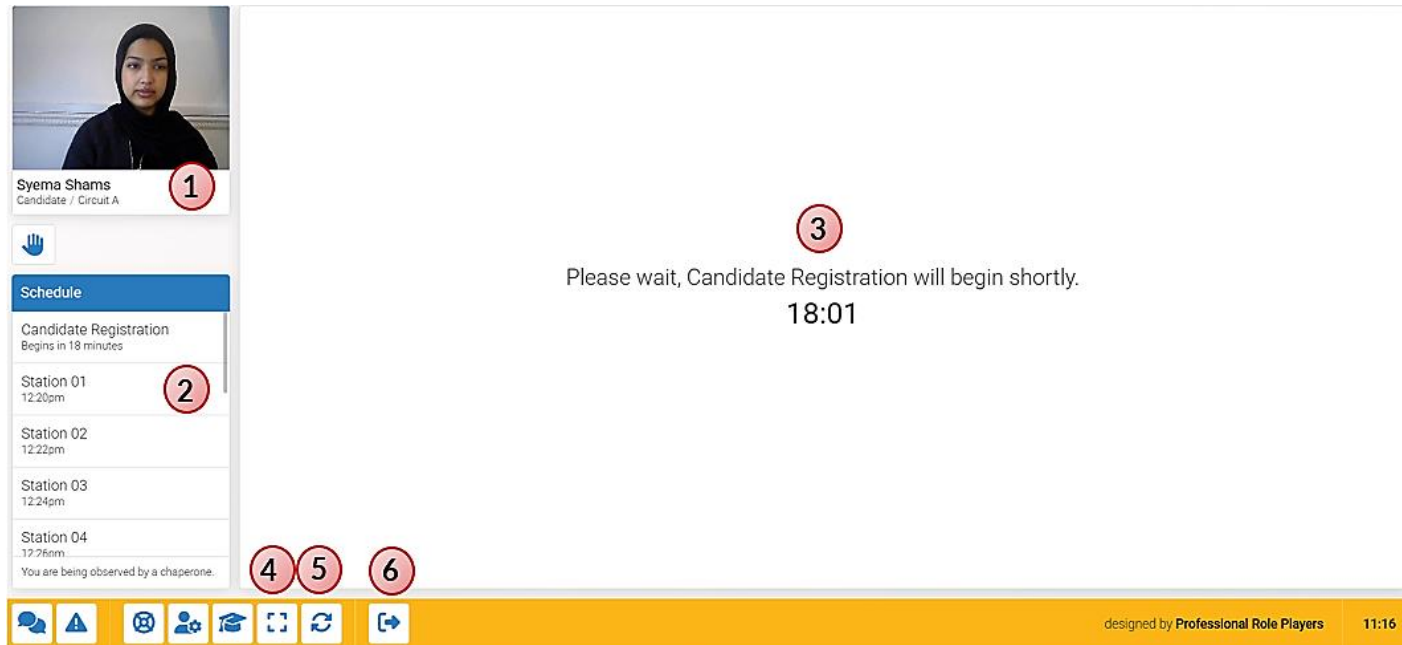 Syema Shams
Candidate / Circuit A
1
Schedule
Candidate Registration
Begins in 18 minutes
Station 01
12:20pm
2
Station 02
12:22pm
Station 03
12:24pm
Station 04
12:26pm
You are being observed by a chaperone.
3
Please wait, Candidate Registration will begin shortly.
18:01
4
5
6
designed by Professional Role Players
11:16